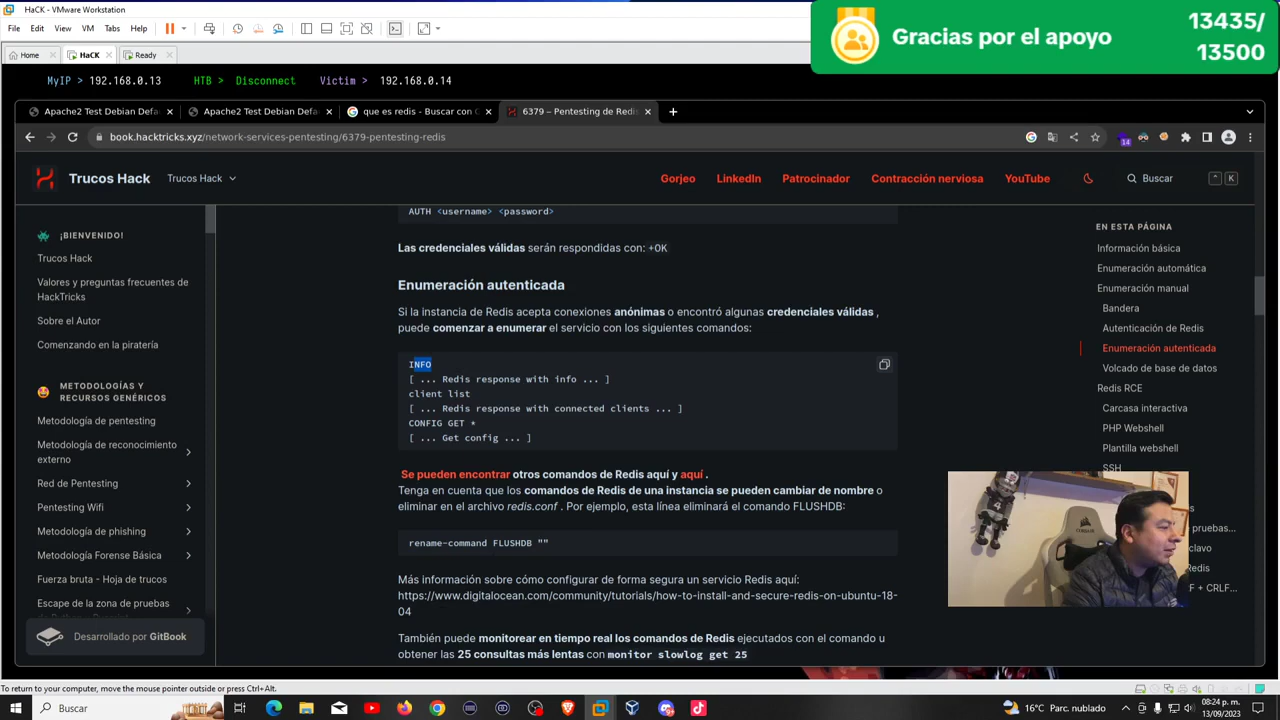 HaCK - VMware Workstation
File Edit View VM Tabs Help
Gracias por el apoyo
13435/
13500
Home HaCK Ready
MyIP > 192.168.0.13 HTB > Disconnect Victim > 192.168.0.14
Apache2 Test Debian Defa Apache2 Test Debian Defa que es redis - Buscar con G 6379 – Pentesting de Redis
book.hacktricks.xyz/network-services-pentesting/6379-pentesting-redis
14
Trucos Hack Trucos Hack Gorjeo LinkedIn Patrocinador Contracción nerviosa YouTube Buscar ^ K
¡BIENVENIDO!
Trucos Hack
Valores y preguntas frecuentes de
HackTricks
Sobre el Autor
Comenzando en la piratería
METODOLOGÍAS Y
RECURSOS GENÉRICOS
Metodología de pentesting
Metodología de reconocimiento
externo
Red de Pentesting
Pentesting Wifi
Metodología de phishing
Metodología Forense Básica
Fuerza bruta - Hoja de trucos
Escape de la zona de pruebas
Desarrollado por GitBook
AUTH <username> <password>
Las credenciales válidas serán respondidas con: +OK
Enumeración autenticada
Si la instancia de Redis acepta conexiones anónimas o encontró algunas credenciales válidas ,
puede comenzar a enumerar el servicio con los siguientes comandos:
INFO
[ ... Redis response with info ... ]
client list
[ ... Redis response with connected clients ... ]
CONFIG GET *
[ ... Get config ... ]
Se pueden encontrar otros comandos de Redis aquí y aquí .
Tenga en cuenta que los comandos de Redis de una instancia se pueden cambiar de nombre o
eliminar en el archivo redis.conf . Por ejemplo, esta línea eliminará el comando FLUSHDB:
rename-command FLUSHDB ""
Más información sobre cómo configurar de forma segura un servicio Redis aquí:
https://www.digitalocean.com/community/tutorials/how-to-install-and-secure-redis-on-ubuntu-18-
04
También puede monitorear en tiempo real los comandos de Redis ejecutados con el comando u
obtener las 25 consultas más lentas con monitor slowlog get 25
EN ESTA PÁGINA
Información básica
Enumeración automática
Enumeración manual
Bandera
Autenticación de Redis
Enumeración autenticada
Volcado de base de datos
Redis RCE
Carcasa interactiva
PHP Webshell
Plantilla webshell
SSH
pruebas...
clavo
Redis
F + CRLF...
CORSAIR
To return to your computer, move the mouse pointer outside or press Ctrl+Alt.
Buscar 16°C Parc. nublado 08:24 p. m.
13/09/2023